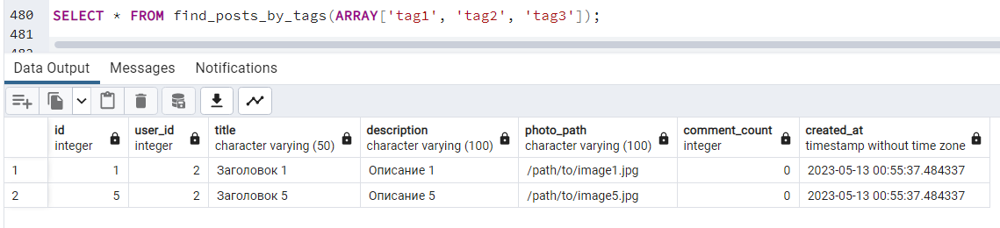 480 SELECT * FROM find_posts_by_tags(ARRAY['tag1', 'tag2', 'tag3']);
481
Data Output Messages Notifications
id user_id title description photo_path comment_count created_at
integer integer character varying (50) character varying (100) character varying (100) integer timestamp without time zone
1 1 2 Заголовок 1 Описание 1 /path/to/image1.jpg 0 2023-05-13 00:55:37.484337
2 5 2 Заголовок 5 Описание 5 /path/to/image5.jpg 0 2023-05-13 00:55:37.484337